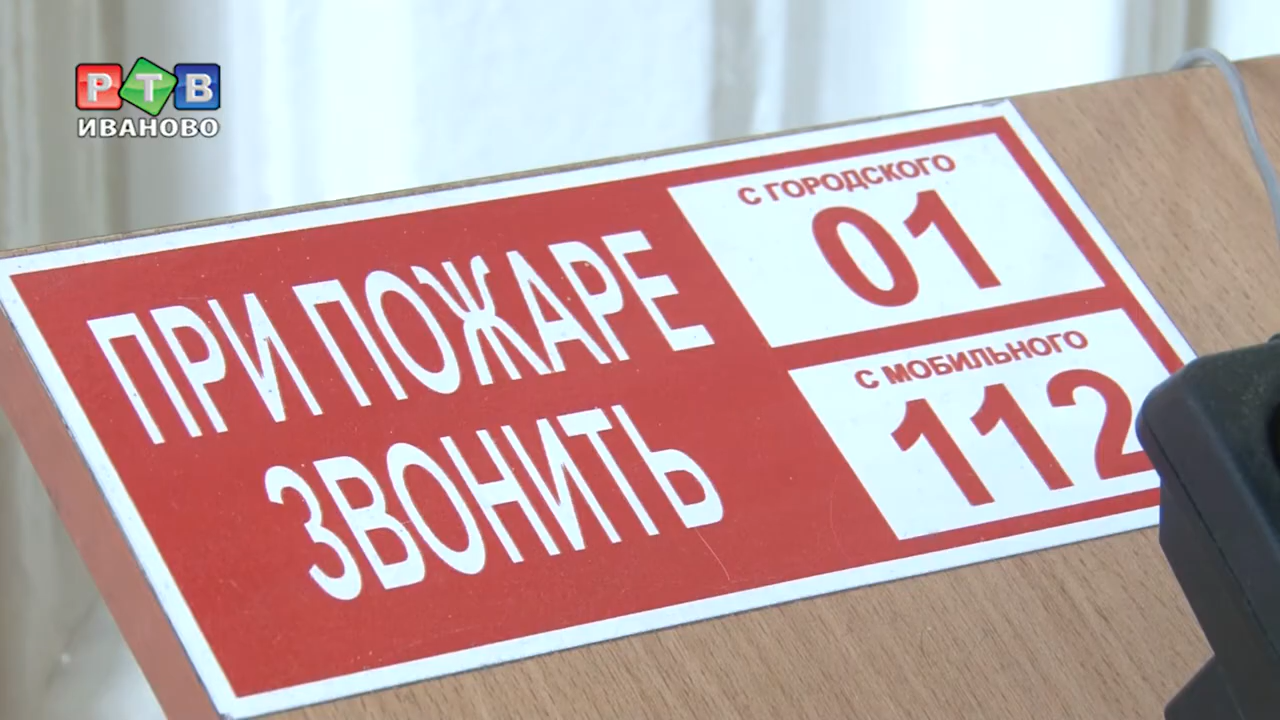 РТВ
ИВАНОВО
ПРИ ПОЖАРЕ
ЗВОНИТЬ
С ГОРОДСКОГО
01
С МОБИЛЬНОГО
112